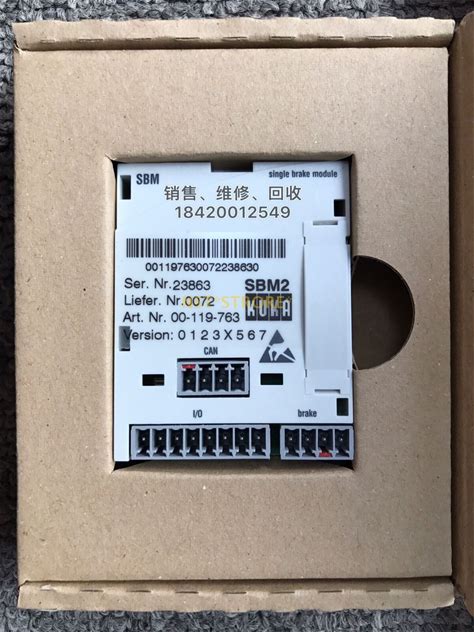 SBM
single brake module
销售、维修、回收
18420012549
001197630072238630
Ser. Nr.23863
SBM2
Liefer. Nr.0072
KUKA
Art. Nr. 00-119-763
Version: 0 1 2 3 X 5 6 7
CAN
I/O
brake